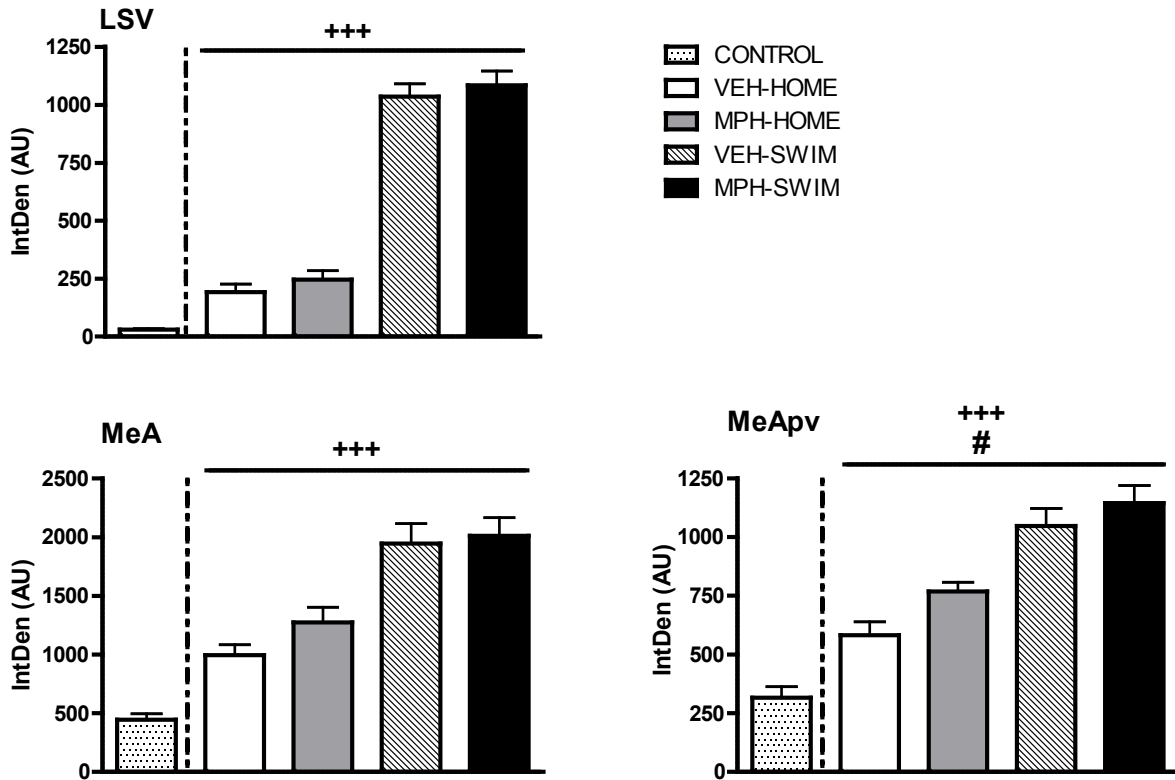 LSV
+++
1250
1000
750
500
250
0
IntDen (AU)
CONTROL
VEH-HOME
MPH-HOME
VEH-SWIM
MPH-SWIM
MeA
+++
2500
2000
1500
1000
500
0
IntDen (AU)
MeApv
+++
#
1250
1000
750
500
250
0
IntDen (AU)